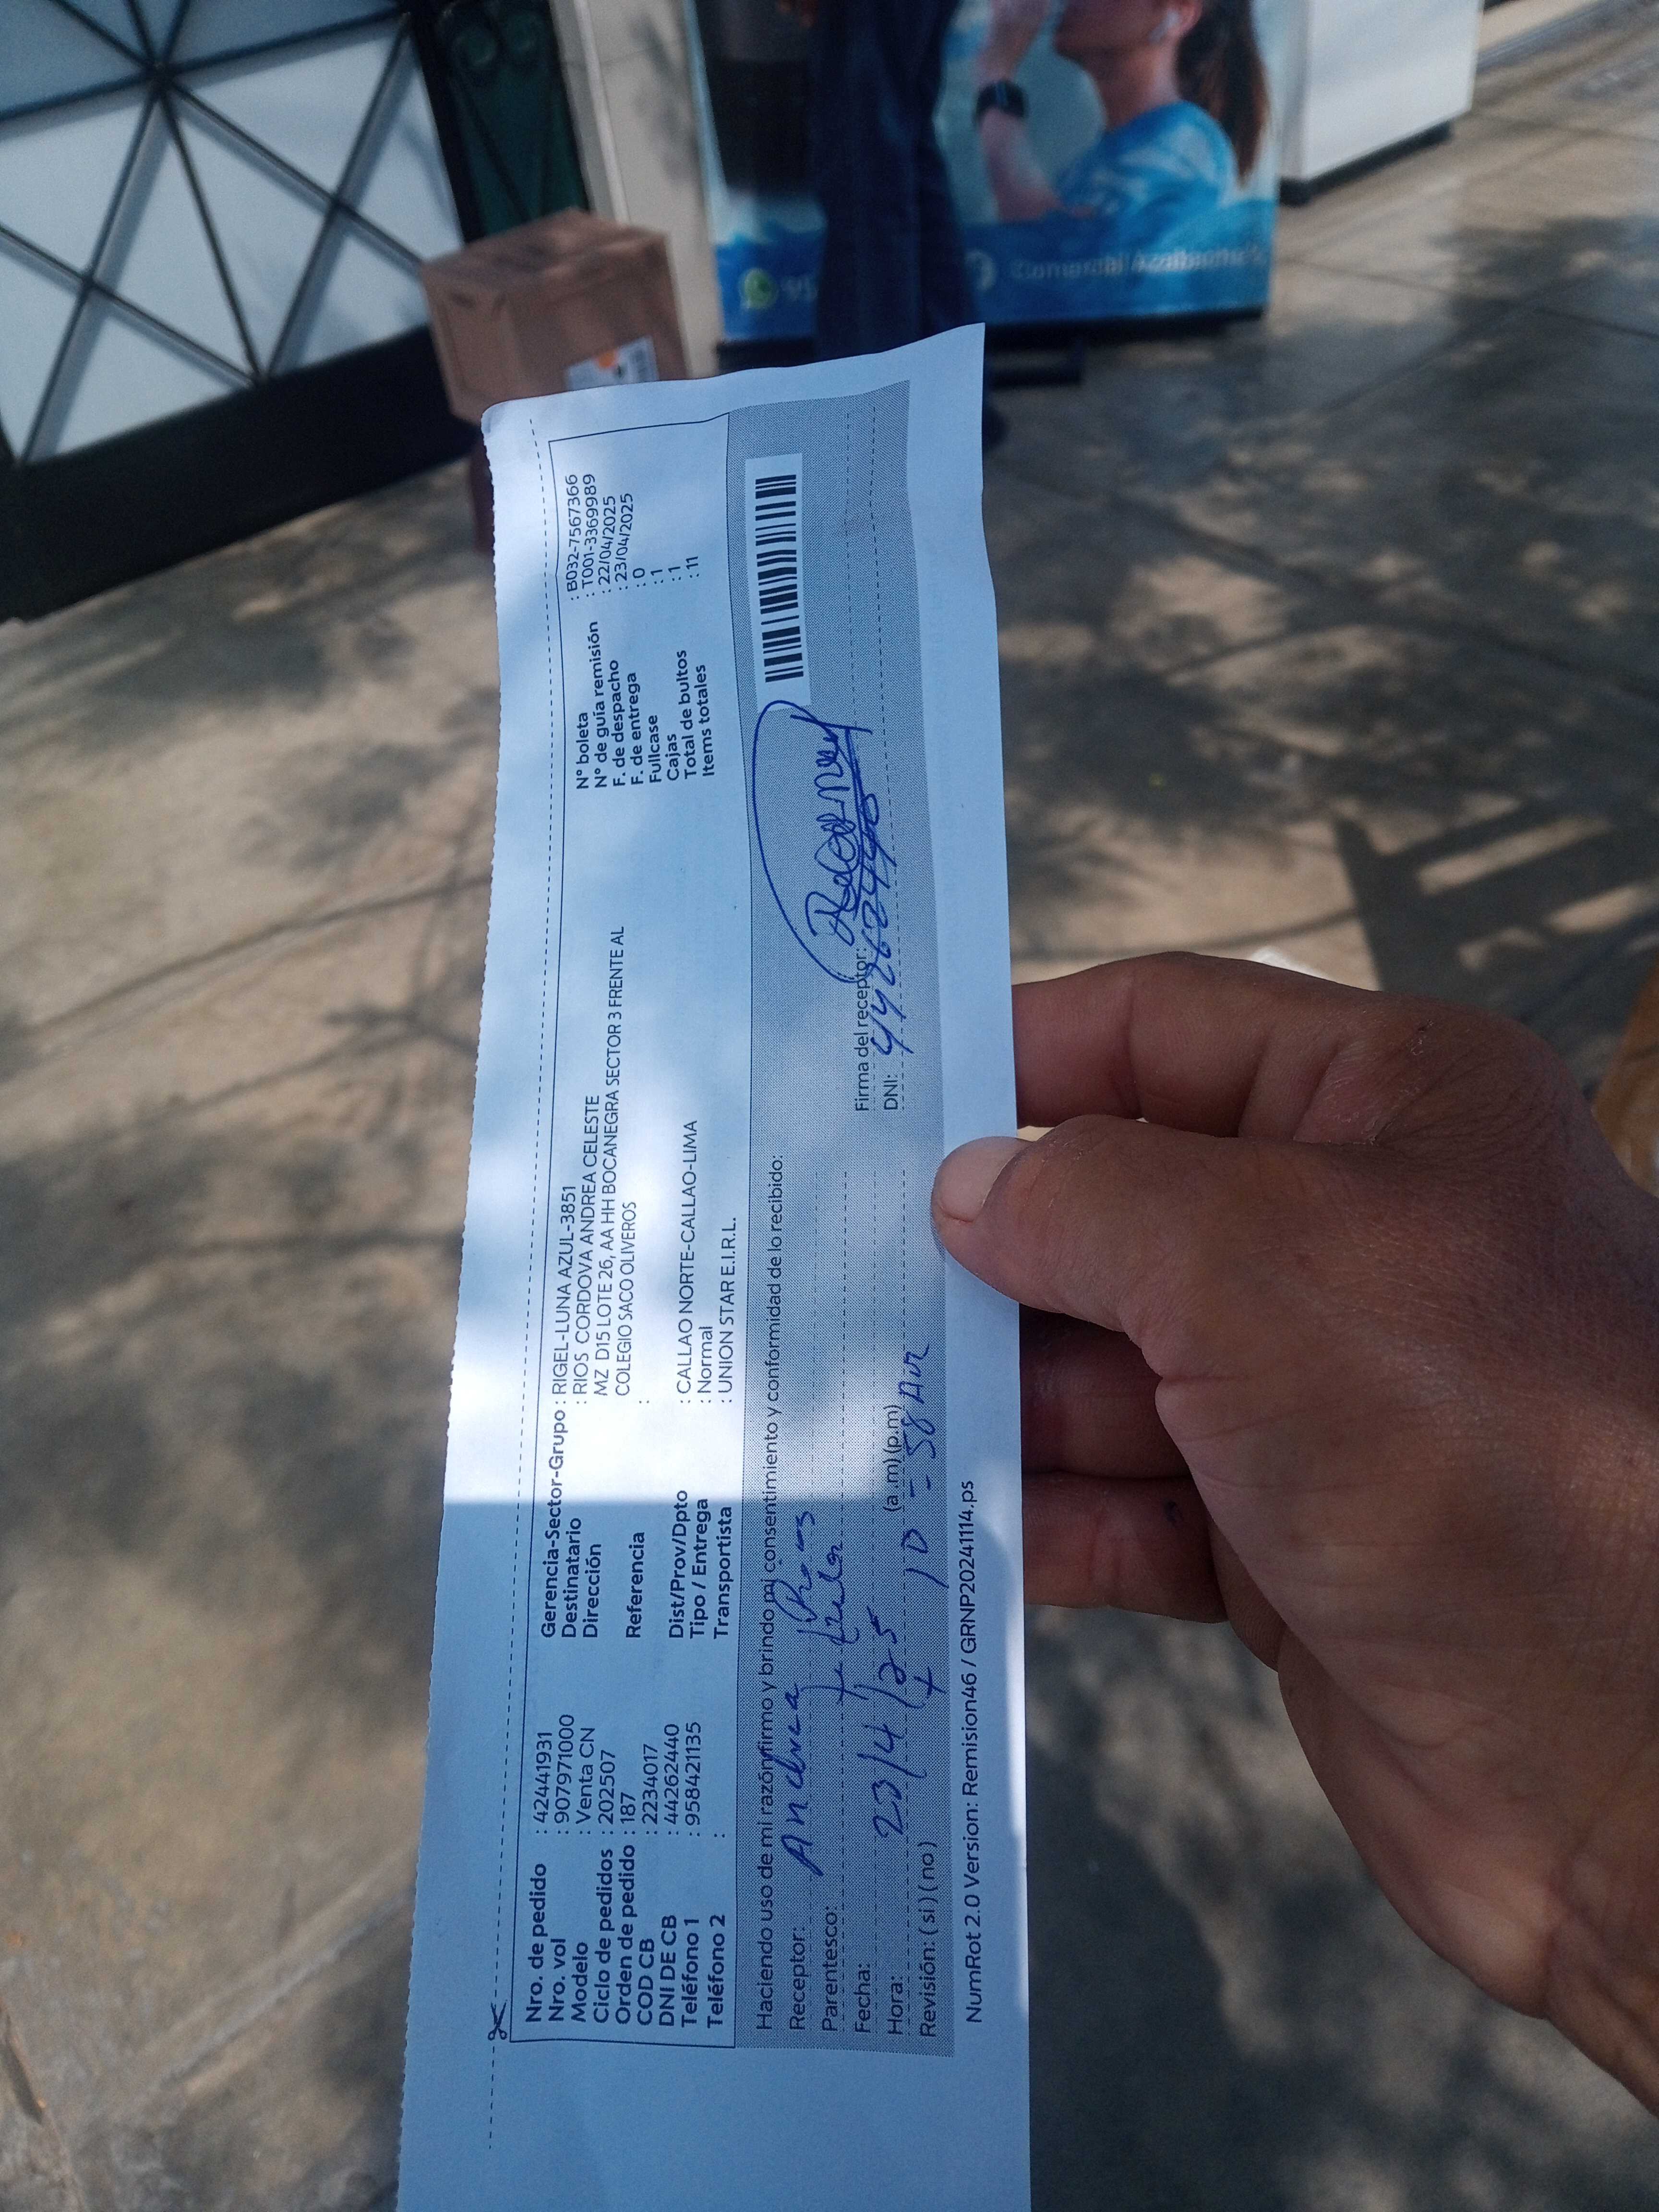 Nro. de pedido : 42441931
Nro. vol : 907971000
Modelo : Venta CN
Ciclo de pedidos : 202507
Orden de pedido : 187
COD CB : 2234017
DNI DE CB : 44262440
Teléfono 1 : 958421135
Teléfono 2 :
Gerencia-Sector-Grupo : RIGEL-LUNA AZUL-3851
Destinatario : RIOS CORDOVA ANDREA CELESTE
Dirección MZ D15 LOTE 26, AA HH BOCANEGRA SECTOR 3 FRENTE AL
COLEGIO SACO OLIVEROS
Referencia :
Dist/Prov/Dpto : CALLAO NORTE-CALLAO-LIMA
Tipo / Entrega : Normal
Transportista : UNION STAR E.I.R.L.
N° boleta : B032-7567366
N° de guía remisión : T001-3369989
F. de despacho : 22/04/2025
F. de entrega : 23/04/2025
Fullcase : 0
Cajas : 1
Total de bultos : 1
Items totales : 11
Haciendo uso de mi razón firmo y brindo mi consentimiento y conformidad de lo recibido:
Receptor: Andrea Rios
Parentesco:
Fecha: 23/4/25
Hora: 10 = 58 AM (a.m) (p.m)
Revisión: ( si ) ( no )
Firma del receptor:
DNI: 44262440
NumRot 2.0 Version: Remision46 / GRNP20241114.ps
Comercial